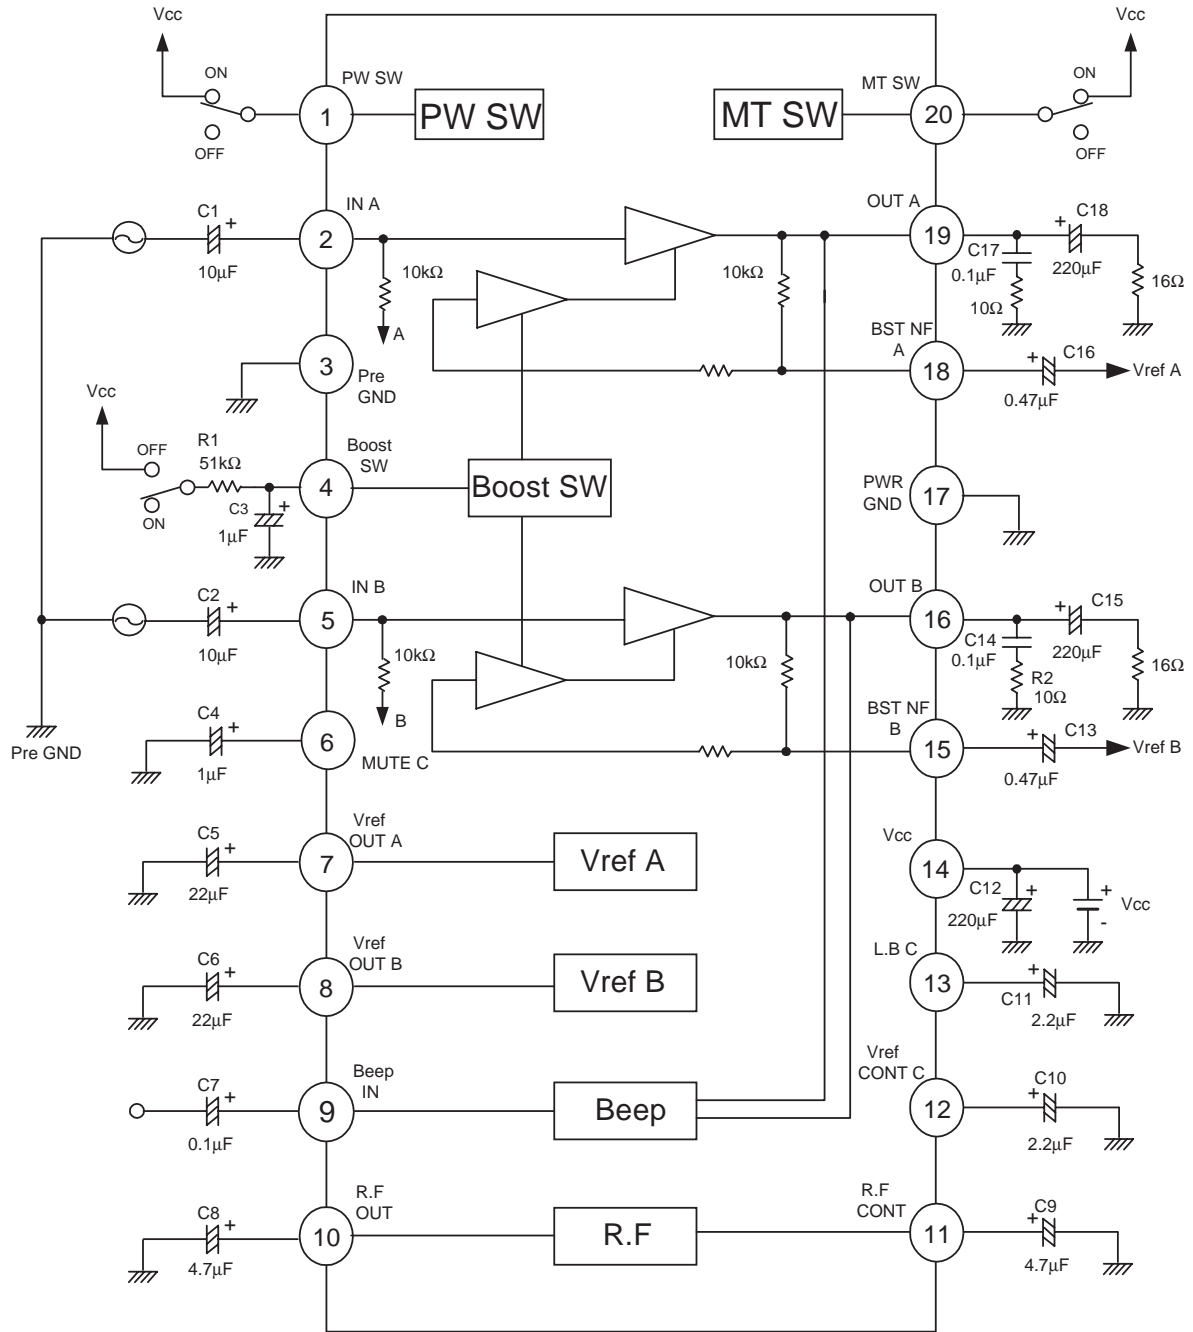 Vcc
Vcc
ON
OFF
PW SW
1
PW SW
MT SW
MT SW
20
ON
OFF
C1
+
10μF
IN A
2
10kΩ
A
10kΩ
OUT A
19
C17
0.1μF
10Ω
+
C18
220μF
16Ω
3
Pre
GND
BST NF
A
18
+
C16
0.47μF
Vref A
Vcc
OFF
ON
R1
51kΩ
C3
+
1μF
Boost
SW
4
Boost SW
PWR
GND
17
C2
+
10μF
IN B
5
10kΩ
B
10kΩ
OUT B
16
C14
0.1μF
R2
10Ω
+
C15
220μF
16Ω
Pre GND
C4
+
1μF
6
MUTE C
BST NF
B
15
+
C13
0.47μF
Vref B
C5
+
22μF
Vref
OUT A
7
Vref A
Vcc
14
C12
+
220μF
+
-
Vcc
C6
+
22μF
Vref
OUT B
8
Vref B
L.B C
13
+
C11
2.2μF
C7
+
0.1μF
Beep
IN
9
Beep
Vref
CONT C
12
C10
+
2.2μF
C8
+
4.7μF
R.F
OUT
10
R.F
R.F
CONT
11
C9
+
4.7μF